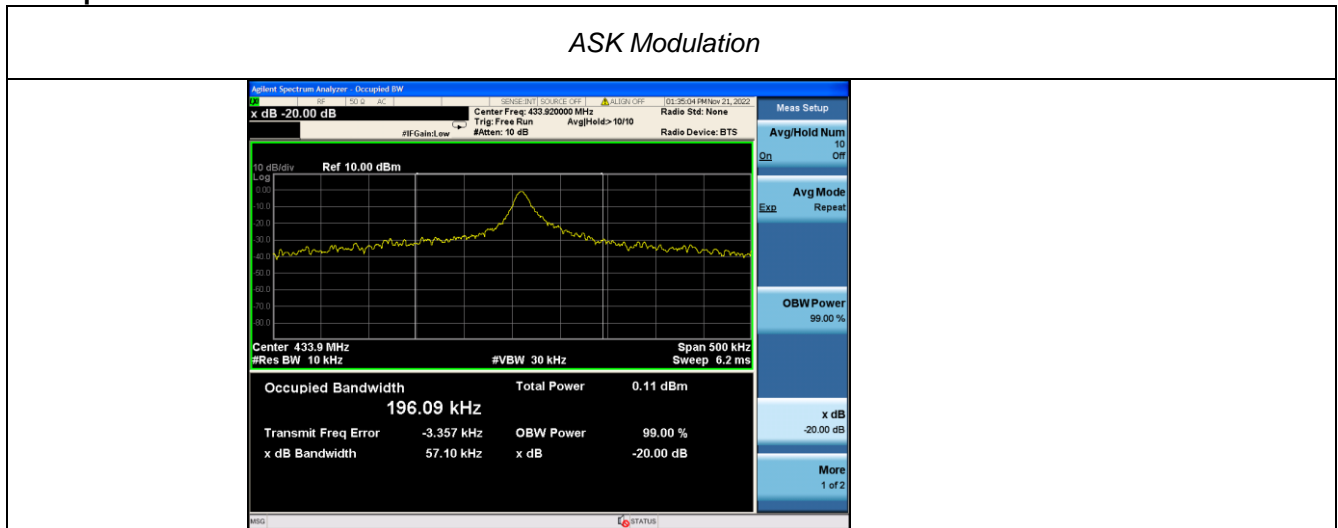 ASK Modulation
Agilent Spectrum Analyzer - Occupied BW
RF 50 Ω AC SENSE:INT SOURCE OFF ALIGN OFF 01:35:04 PM Nov 21, 2022
x dB -20.00 dB
Center Freq: 433.920000 MHz Radio Std: None
Trig: Free Run Avg|Hold:>10/10
#IFGain:Low #Atten: 10 dB Radio Device: BTS
10 dB/div Ref 10.00 dBm
Log
0.00
-10.0
-20.0
-30.0
-40.0
-50.0
-60.0
-70.0
-80.0
Center 433.9 MHz Span 500 kHz
#Res BW 10 kHz #VBW 30 kHz Sweep 6.2 ms
Occupied Bandwidth Total Power 0.11 dBm
196.09 kHz
Transmit Freq Error -3.357 kHz OBW Power 99.00 %
x dB Bandwidth 57.10 kHz x dB -20.00 dB
MSG STATUS
Meas Setup
Avg/Hold Num
10
On Off
Avg Mode
Exp Repeat
OBW Power
99.00 %
x dB
-20.00 dB
More
1 of 2